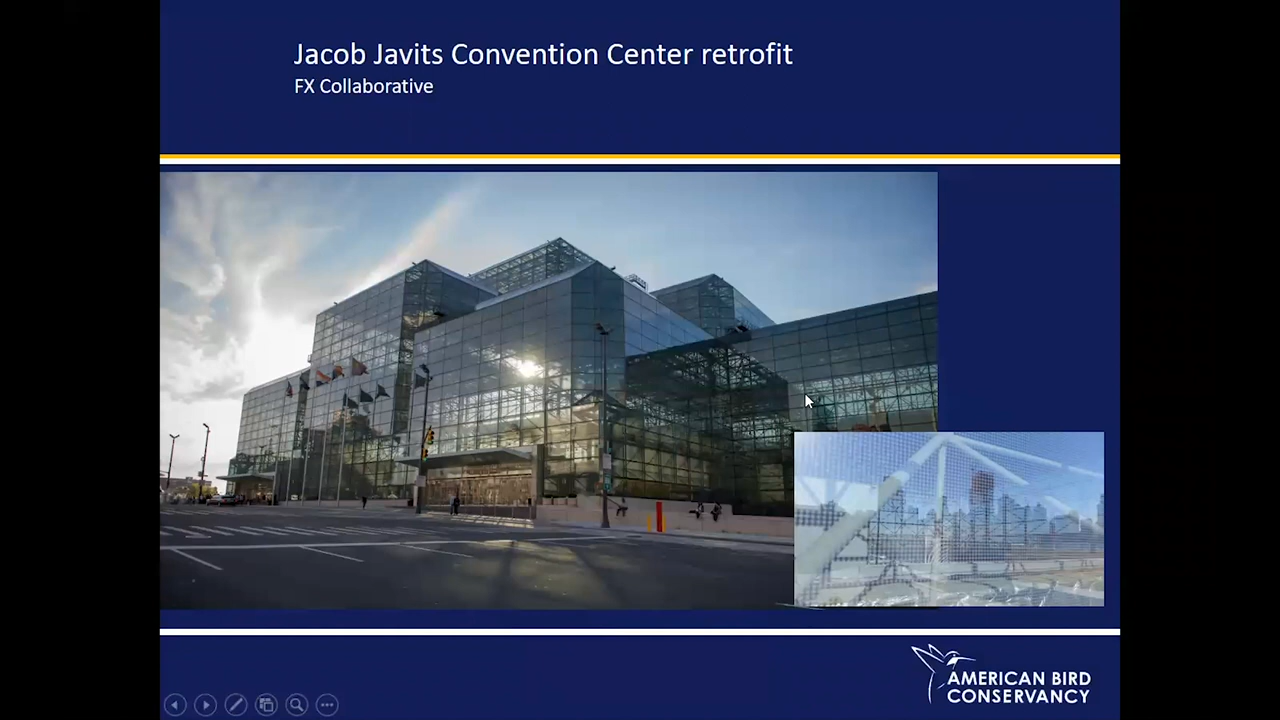 Jacob Javits Convention Center retrofit
FX Collaborative
AMERICAN BIRD
CONSERVANCY